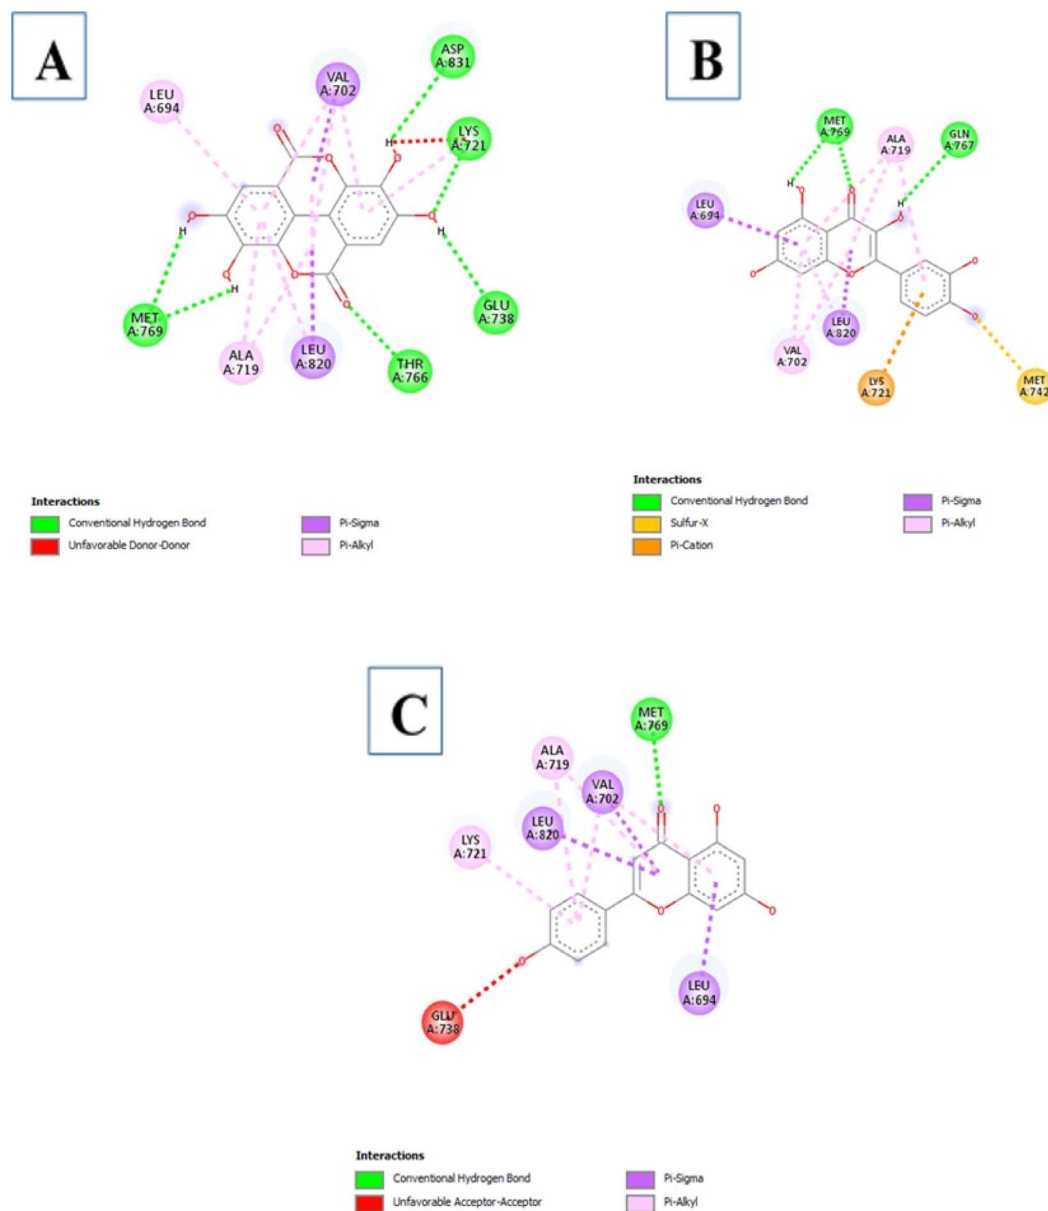 A
ASP
A:831
VAL
A:702
LEU
A:694
LYS
A:721
H
O
O
O
O
O
H
H
H
O
O
O
MET
A:769
GLU
A:738
ALA
A:719
LEU
A:820
THR
A:766
Interactions
Conventional Hydrogen Bond
Unfavorable Donor-Donor
Pi-Sigma
Pi-Alkyl
B
MET
A:769
ALA
A:719
GLN
A:767
LEU
A:694
H
O
O
H
O
O
O
O
O
VAL
A:702
LEU
A:820
LYS
A:721
MET
A:742
Interactions
Conventional Hydrogen Bond
Sulfur-X
Pi-Cation
Pi-Sigma
Pi-Alkyl
C
MET
A:769
ALA
A:719
VAL
A:702
LEU
A:820
LYS
A:721
O
O
O
O
O
LEU
A:694
GLU
A:738
Interactions
Conventional Hydrogen Bond
Unfavorable Acceptor-Acceptor
Pi-Sigma
Pi-Alkyl